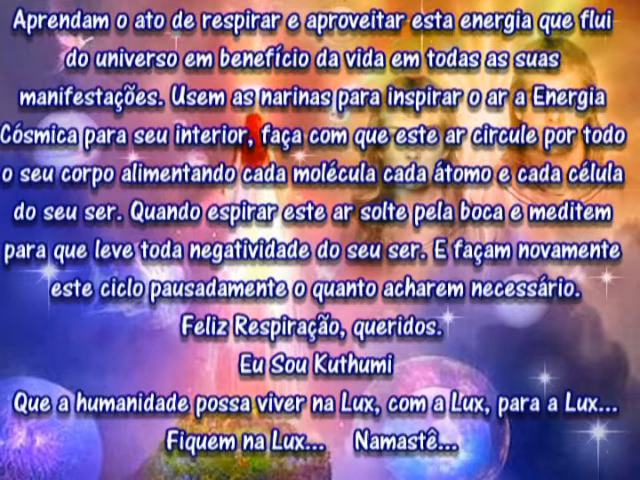 Aprendam o ato de respirar e aproveitar esta energia que flui
do universo em benefício da vida em todas as suas
manifestações. Usem as narinas para inspirar o ar a Energia
Cósmica para seu interior, faça com que este ar circule por todo
o seu corpo alimentando cada molécula cada átomo e cada célula
do seu ser. Quando espirar este ar solte pela boca e meditem
para que leve toda negatividade do seu ser. E façam novamente
este ciclo pausadamente o quanto acharem necessário.
Feliz Respiração, queridos.
Eu Sou Kuthumi
Que a humanidade possa viver na Lux, com a Lux, para a Lux...
Fiquem na Lux... Namastê...